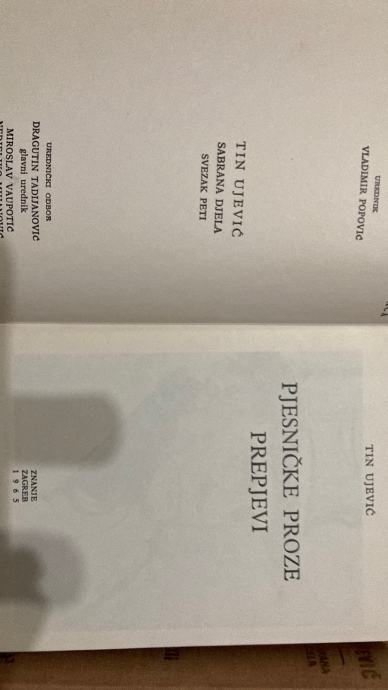 UREDNIK
VLADIMIR POPOVIĆ
TIN UJEVIĆ
SABRANA DJELA
SVEZAK PETI
UREDNIČKI ODBOR
DRAGUTIN TADIJANOVIĆ
glavni urednik
MIROSLAV VAUPOTIĆ
TIN UJEVIĆ
PJESNIČKE PROZE
PREPJEVI
ZNANJE
ZAGREB
1965